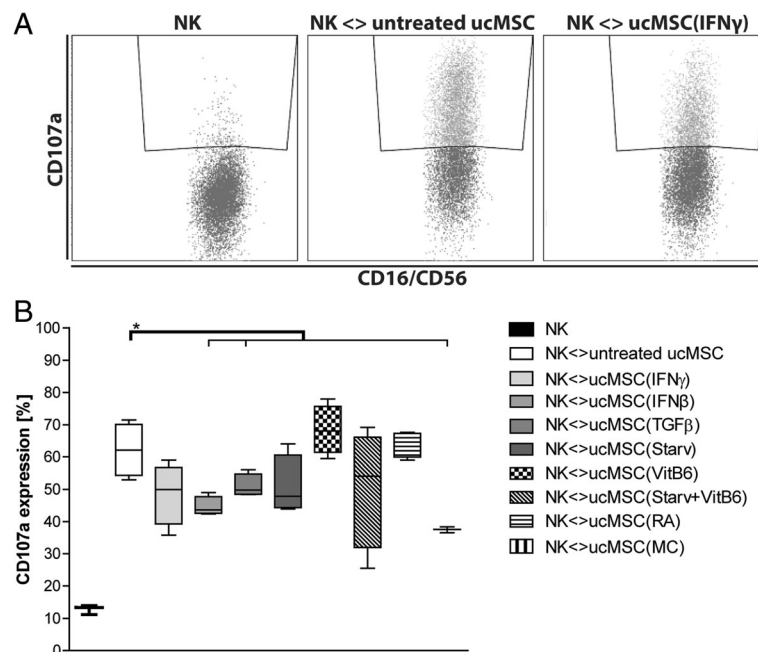 A
NK
NK <> untreated ucMSC
NK <> ucMSC(IFNγ)
CD107a
CD16/CD56
B
100
90
80
70
60
50
40
30
20
10
0
CD107a expression [%]
*
NK
NK<>untreated ucMSC
NK<>ucMSC(IFNγ)
NK<>ucMSC(IFNβ)
NK<>ucMSC(TGFβ)
NK<>ucMSC(Starv)
NK<>ucMSC(VitB6)
NK<>ucMSC(Starv+VitB6)
NK<>ucMSC(RA)
NK<>ucMSC(MC)